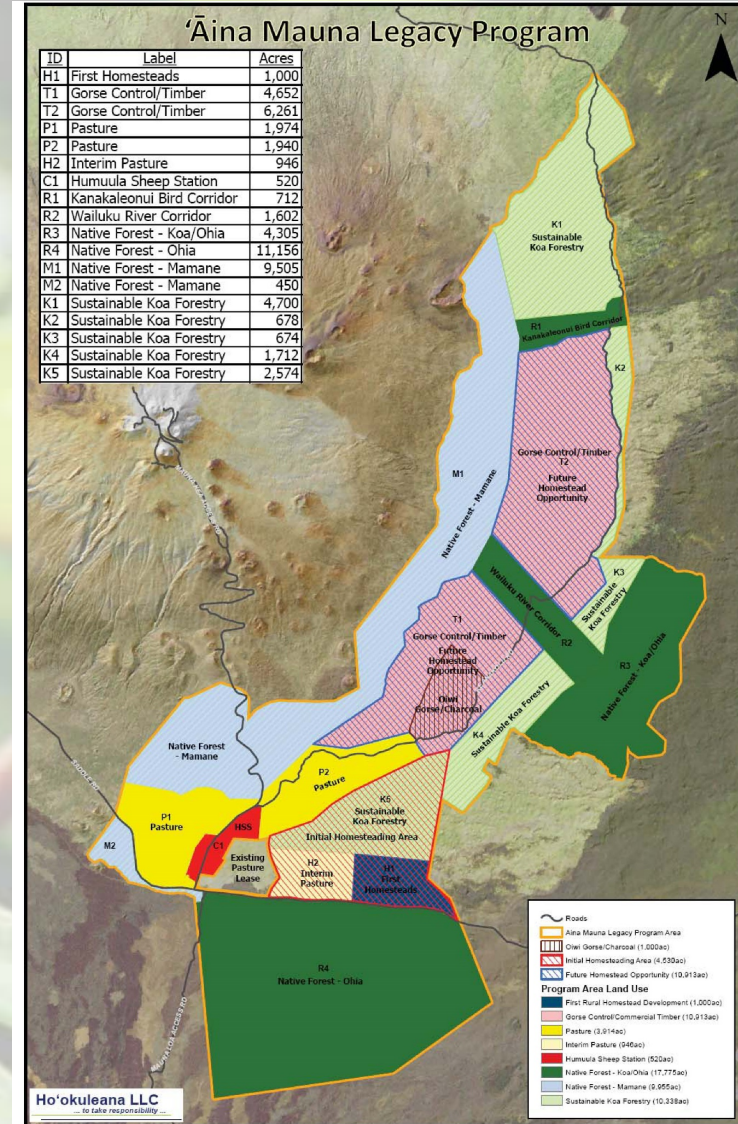 ʻĀina Mauna Legacy Program
N
ID Label Acres
H1 First Homesteads 1,000
T1 Gorse Control/Timber 4,652
T2 Gorse Control/Timber 6,261
P1 Pasture 1,974
P2 Pasture 1,940
H2 Interim Pasture 946
C1 Humuula Sheep Station 520
R1 Kanakaleonui Bird Corridor 712
R2 Wailuku River Corridor 1,602
R3 Native Forest - Koa/Ohia 4,305
R4 Native Forest - Ohia 11,156
M1 Native Forest - Mamane 9,505
M2 Native Forest - Mamane 450
K1 Sustainable Koa Forestry 4,700
K2 Sustainable Koa Forestry 678
K3 Sustainable Koa Forestry 674
K4 Sustainable Koa Forestry 1,712
K5 Sustainable Koa Forestry 2,574
K1
Sustainable
Koa Forestry
R1
Kanakaleonui Bird Corridor
K2
Gorse Control/Timber
T2
Future
Homestead
Opportunity
M1
Native Forest - Mamane
K3
Sustainable
Koa Forestry
Wailuku River Corridor
R2
R3
Native Forest - Koa/Ohia
T1
Gorse Control/Timber
Future
Homestead
Opportunity
Oiwi
Gorse/Charcoal
K4
Sustainable Koa Forestry
Native Forest
- Mamane
P2
Pasture
P1
Pasture
K5
Sustainable
Koa Forestry
Initial Homesteading Area
HSS
C1
M2
Existing
Pasture
Lease
H2
Interim
Pasture
H1
First
Homesteads
SADDLE RD
R4
Native Forest - Ohia
MAUNA LOA ACCESS RD
Roads
Aina Mauna Legacy Program Area
Oiwi Gorse/Charcoal (1,000ac)
Initial Homesteading Area (4,530ac)
Future Homestead Opportunity (10,913ac)
Program Area Land Use
First Rural Homestead Development (1,000ac)
Gorse Control/Commercial Timber (10,913ac)
Pasture (3,914ac)
Interim Pasture (946ac)
Humuula Sheep Station (520ac)
Native Forest - Koa/Ohia (17,775ac)
Native Forest - Mamane (9,955ac)
Sustainable Koa Forestry (10,338ac)
Hoʻokuleana LLC
... to take responsibility ...